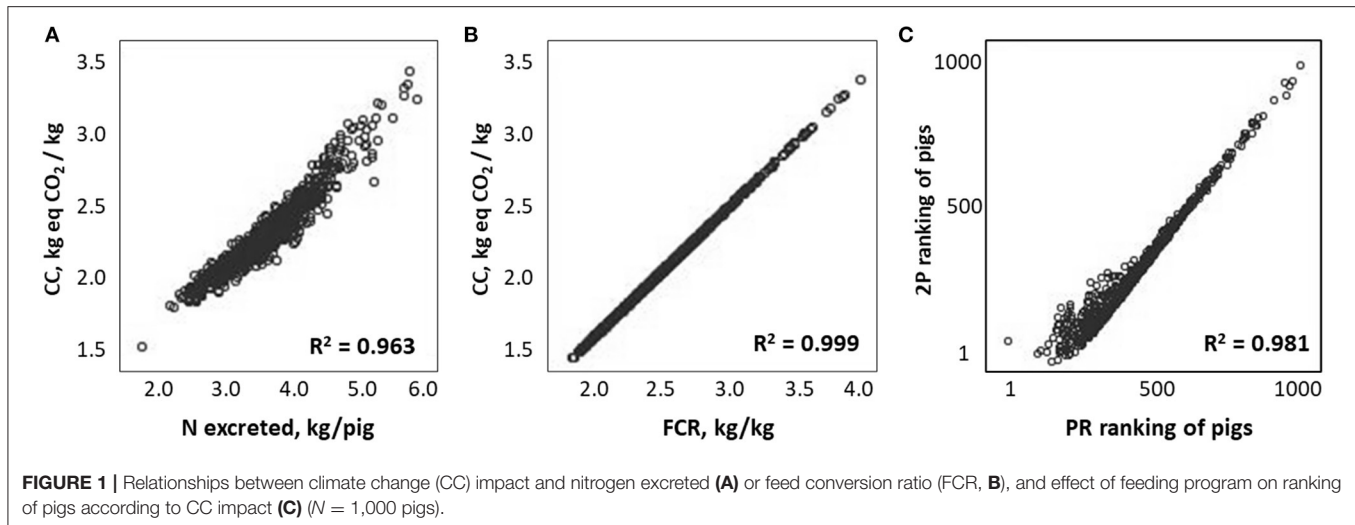 A
3.5
3.0
2.5
2.0
1.5
CC, kg eq CO₂ / kg
R² = 0.963
2.0 3.0 4.0 5.0 6.0
N excreted, kg/pig
B
3.5
3.0
2.5
2.0
1.5
CC, kg eq CO₂ / kg
R² = 0.999
2.0 2.5 3.0 3.5 4.0
FCR, kg/kg
C
1000
500
1
2P ranking of pigs
R² = 0.981
1 500 1000
PR ranking of pigs
FIGURE 1 | Relationships between climate change (CC) impact and nitrogen excreted (A) or feed conversion ratio (FCR, B), and effect of feeding program on ranking
of pigs according to CC impact (C) (N = 1,000 pigs).